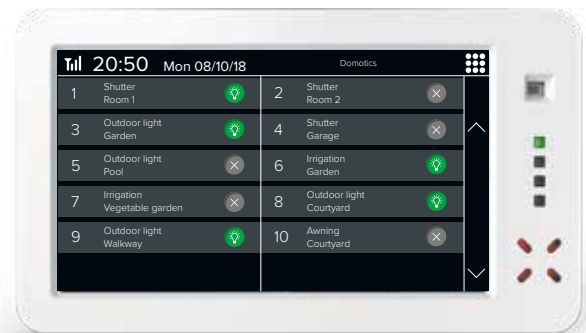 20:50 Mon 08/10/18 Domotics
1 Shutter
Room 1
2 Shutter
Room 2
3 Outdoor light
Garden
4 Shutter
Garage
5 Outdoor light
Pool
6 Irrigation
Garden
7 Irrigation
Vegetable garden
8 Outdoor light
Courtyard
9 Outdoor light
Walkway
10 Awning
Courtyard